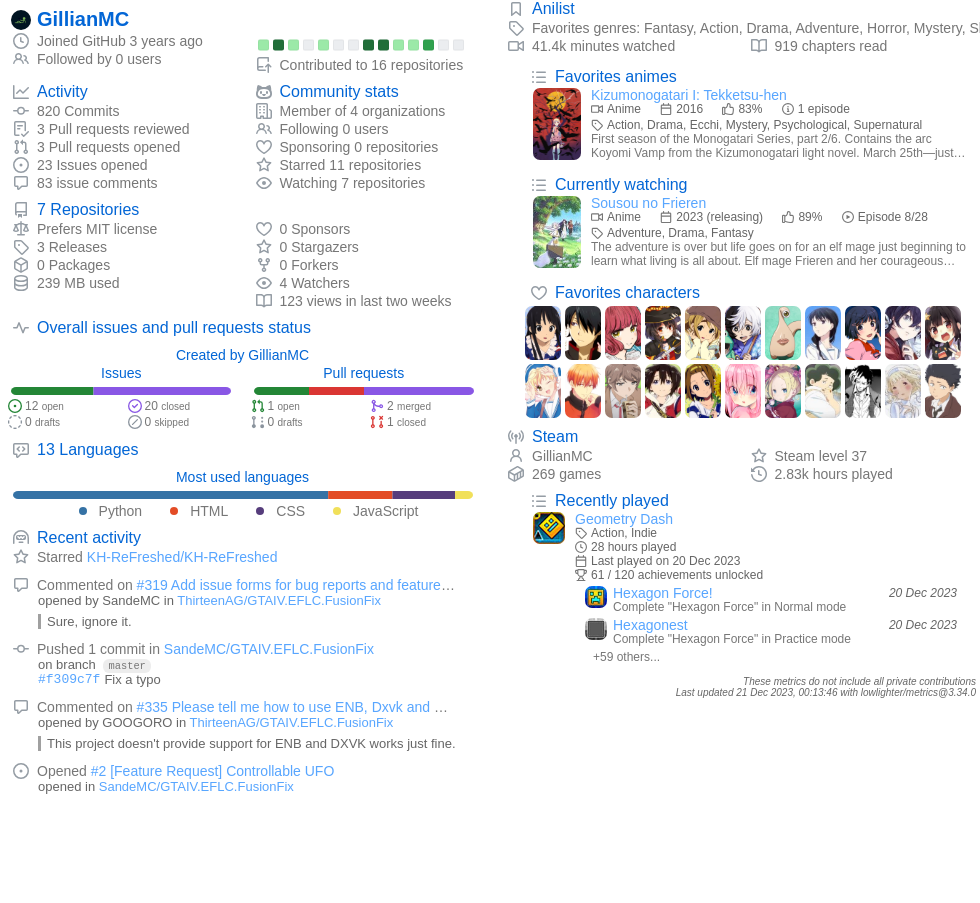 GillianMC
Joined GitHub 3 years ago
Followed by 0 users
Contributed to 16 repositories
Activity
820 Commits
3 Pull requests reviewed
3 Pull requests opened
23 Issues opened
83 issue comments
Community stats
Member of 4 organizations
Following 0 users
Sponsoring 0 repositories
Starred 11 repositories
Watching 7 repositories
7 Repositories
Prefers MIT license
3 Releases
0 Packages
239 MB used
0 Sponsors
0 Stargazers
0 Forkers
4 Watchers
123 views in last two weeks
Overall issues and pull requests status
Created by GillianMC
Issues
12 open
20 closed
0 drafts
0 skipped
Pull requests
1 open
2 merged
0 drafts
1 closed
13 Languages
Most used languages
Python HTML CSS JavaScript
Recent activity
Starred KH-ReFreshed/KH-ReFreshed
Commented on #319 Add issue forms for bug reports and feature…
opened by SandeMC in ThirteenAG/GTAIV.EFLC.FusionFix
Sure, ignore it.
Pushed 1 commit in SandeMC/GTAIV.EFLC.FusionFix
on branch master
#f309c7f Fix a typo
Commented on #335 Please tell me how to use ENB, Dxvk and …
opened by GOOGORO in ThirteenAG/GTAIV.EFLC.FusionFix
This project doesn't provide support for ENB and DXVK works just fine.
Opened #2 [Feature Request] Controllable UFO
opened in SandeMC/GTAIV.EFLC.FusionFix
Anilist
Favorites genres: Fantasy, Action, Drama, Adventure, Horror, Mystery, Sl
41.4k minutes watched
919 chapters read
Favorites animes
Kizumonogatari I: Tekketsu-hen
Anime 2016 83% 1 episode
Action, Drama, Ecchi, Mystery, Psychological, Supernatural
First season of the Monogatari Series, part 2/6. Contains the arc
Koyomi Vamp from the Kizumonogatari light novel. March 25th—just…
Currently watching
Sousou no Frieren
Anime 2023 (releasing) 89% Episode 8/28
Adventure, Drama, Fantasy
The adventure is over but life goes on for an elf mage just beginning to
learn what living is all about. Elf mage Frieren and her courageous…
Favorites characters
Steam
GillianMC
Steam level 37
269 games
2.83k hours played
Recently played
Geometry Dash
Action, Indie
28 hours played
Last played on 20 Dec 2023
61 / 120 achievements unlocked
Hexagon Force! 20 Dec 2023
Complete "Hexagon Force" in Normal mode
Hexagonest 20 Dec 2023
Complete "Hexagon Force" in Practice mode
+59 others...
These metrics do not include all private contributions
Last updated 21 Dec 2023, 00:13:46 with lowlighter/metrics@3.34.0